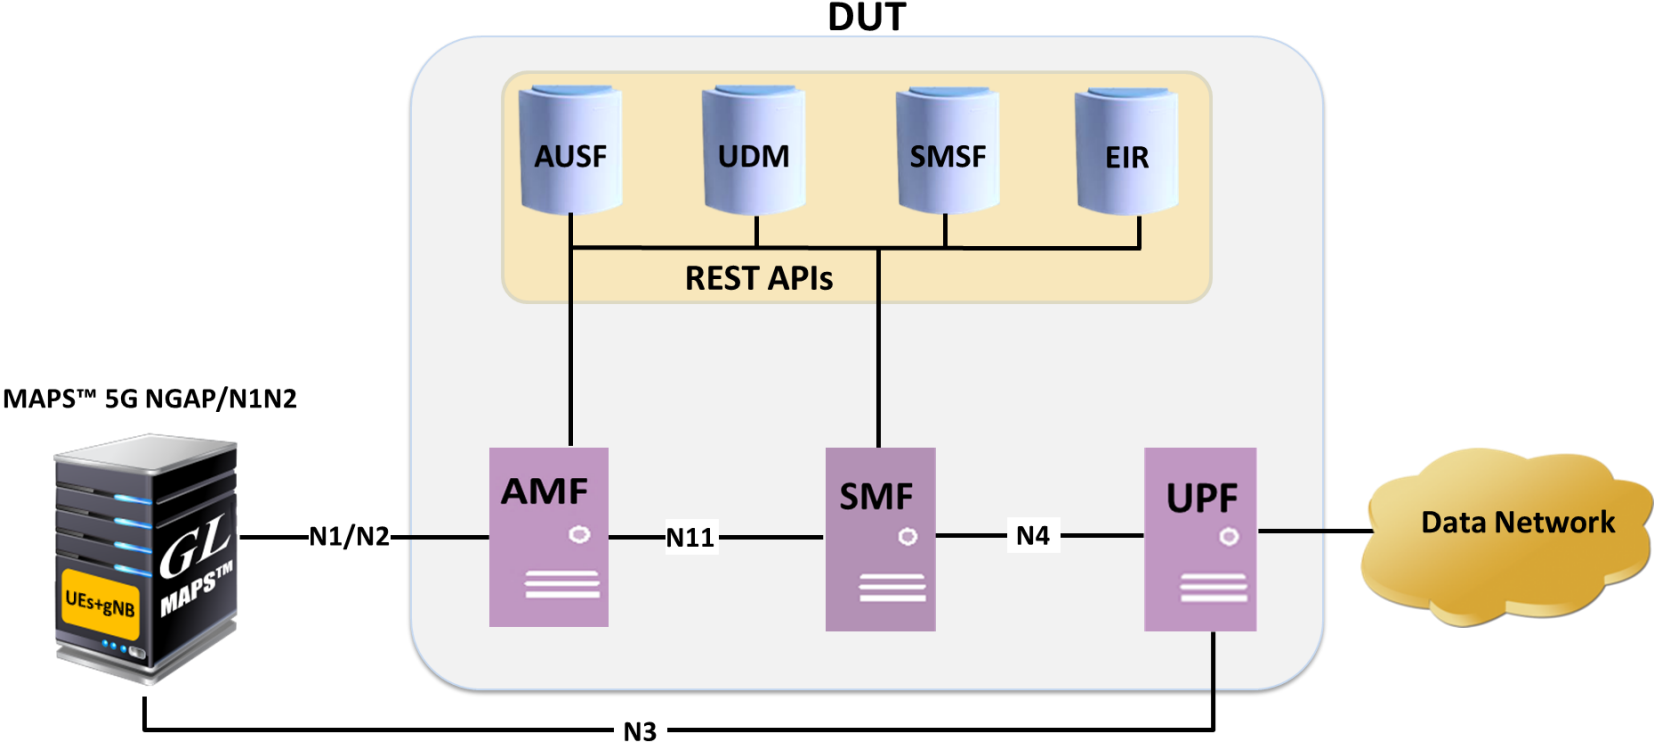 DUT
AUSF
UDM
SMSF
EIR
REST APIs
MAPS™ 5G NGAP/N1N2
GL
MAPS™
UEs+gNB
N1/N2
AMF
N11
SMF
N4
UPF
Data Network
N3